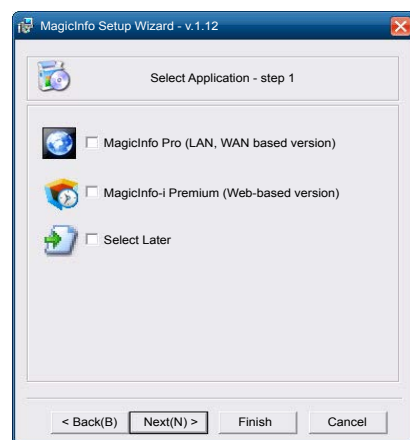 MagicInfo Setup Wizard - v.1.12
Select Application - step 1
MagicInfo Pro (LAN, WAN based version)
MagicInfo-i Premium (Web-based version)
Select Later
< Back(B) Next(N) > Finish Cancel